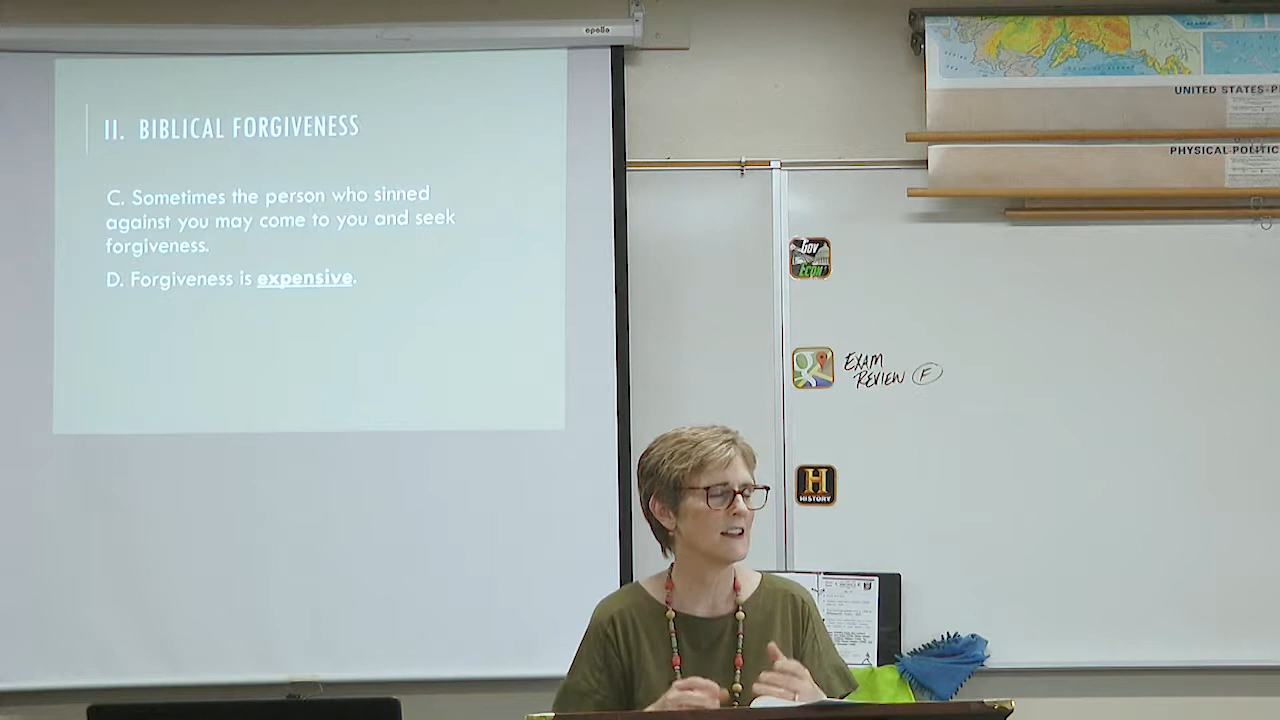 apollo
II. BIBLICAL FORGIVENESS
C. Sometimes the person who sinned
against you may come to you and seek
forgiveness.
D. Forgiveness is expensive.
ALASKA
UNITED STATES-P
PHYSICAL-POLITIC
GOV
ECON
EXAM
REVIEW F
H
HISTORY